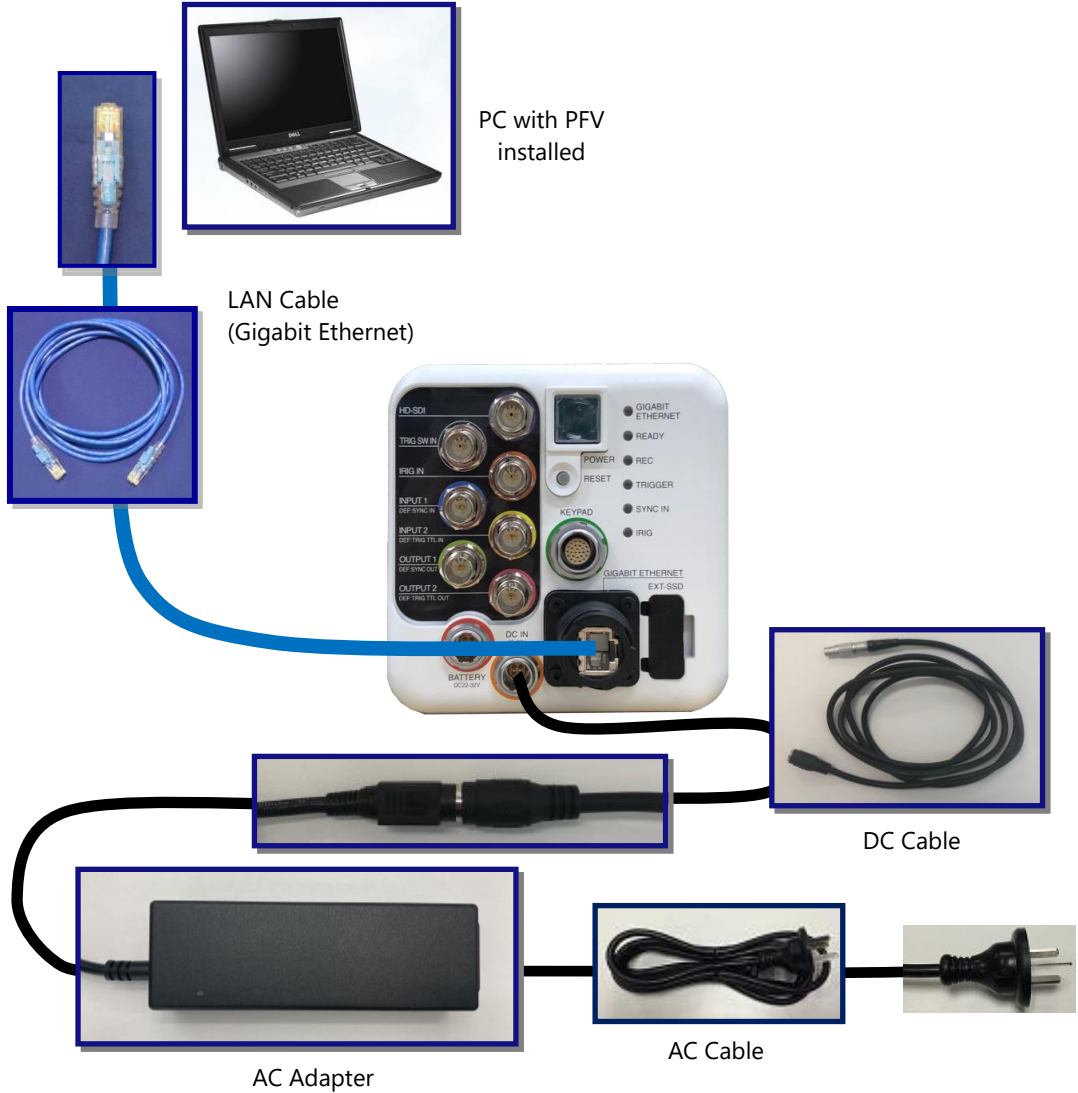 PC with PFV
installed
DELL
LAN Cable
(Gigabit Ethernet)
HD-SDI
TRIG SW IN
IRIG IN
INPUT 1
DEF:SYNC IN
INPUT 2
DEF:TRIG TTL IN
OUTPUT 1
DEF:SYNC OUT
OUTPUT 2
DEF:TRIG TTL OUT
POWER
RESET
KEYPAD
GIGABIT
ETHERNET
READY
REC
TRIGGER
SYNC IN
IRIG
GIGABIT ETHERNET
EXT-SSD
DC IN
BATTERY
DC22-32V
DC Cable
AC Cable
AC Adapter